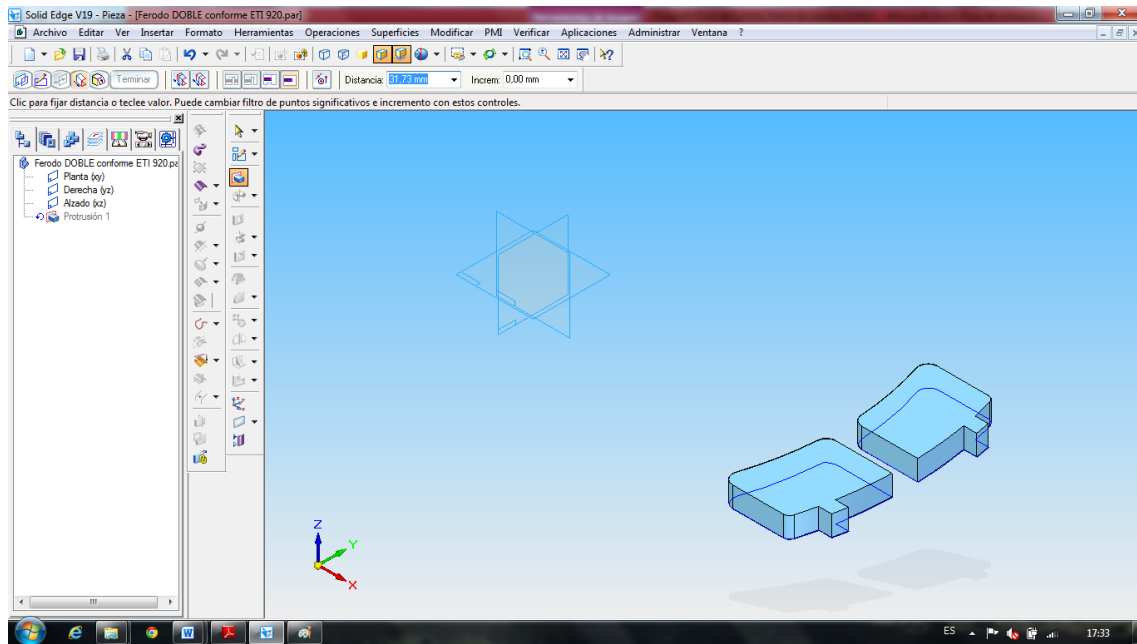 Solid Edge V19 - Pieza - [Ferodo DOBLE conforme ETI 920.par]
Archivo Editar Ver Insertar Formato Herramientas Operaciones Superficies Modificar PMI Verificar Aplicaciones Administrar Ventana ?
Terminar Distancia: 31,73 mm Increm: 0,00 mm
Clic para fijar distancia o teclee valor. Puede cambiar filtro de puntos significativos e incremento con estos controles.
Ferodo DOBLE conforme ETI 920.pa
Planta (xy)
Derecha (yz)
Alzado (xz)
Protrusión 1
Z
Y
X
ES 17:33